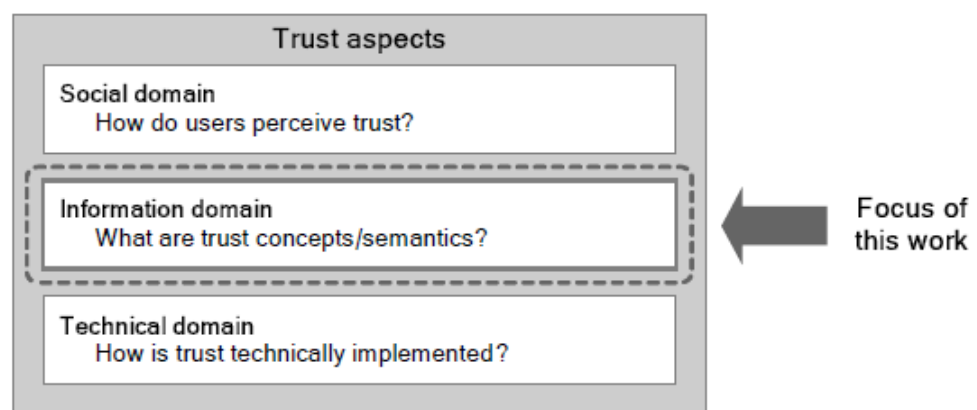 Trust aspects
Social domain
How do users perceive trust?
Information domain
What are trust concepts/semantics?
Focus of
this work
Technical domain
How is trust technically implemented?